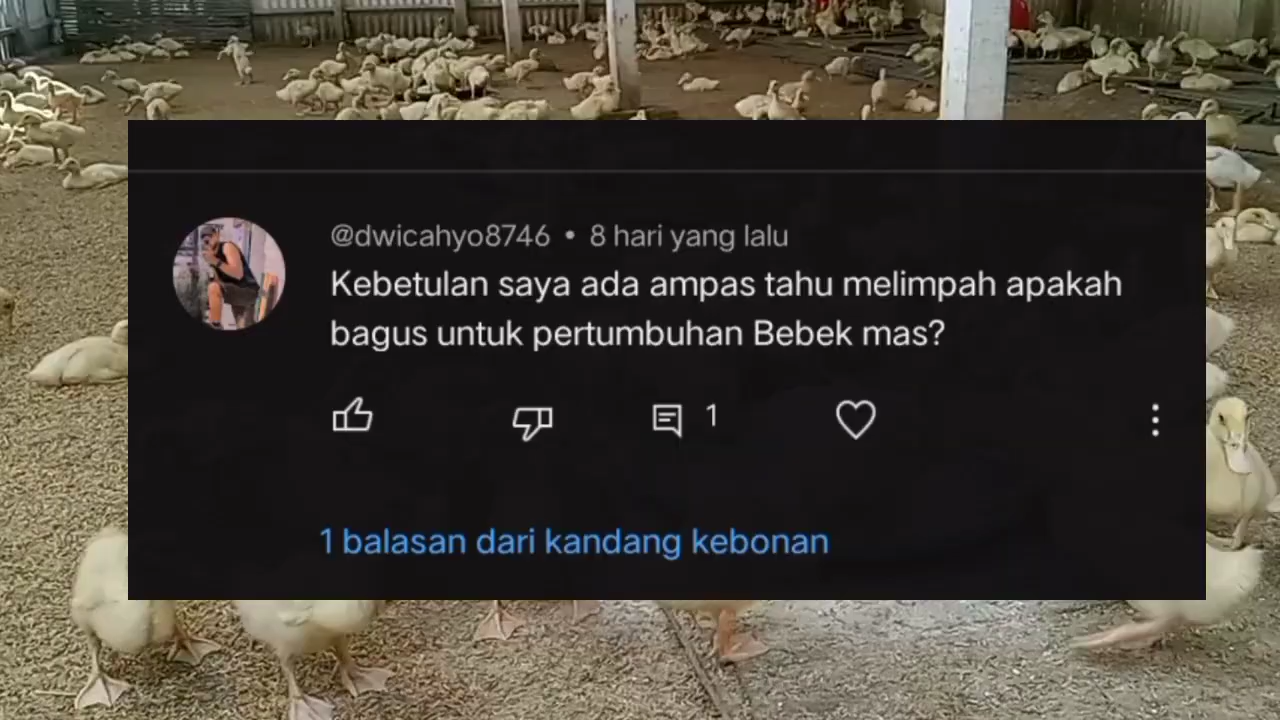 @dwicahyo8746 • 8 hari yang lalu
Kebetulan saya ada ampas tahu melimpah apakah
bagus untuk pertumbuhan Bebek mas?
1
1 balasan dari kandang kebonan